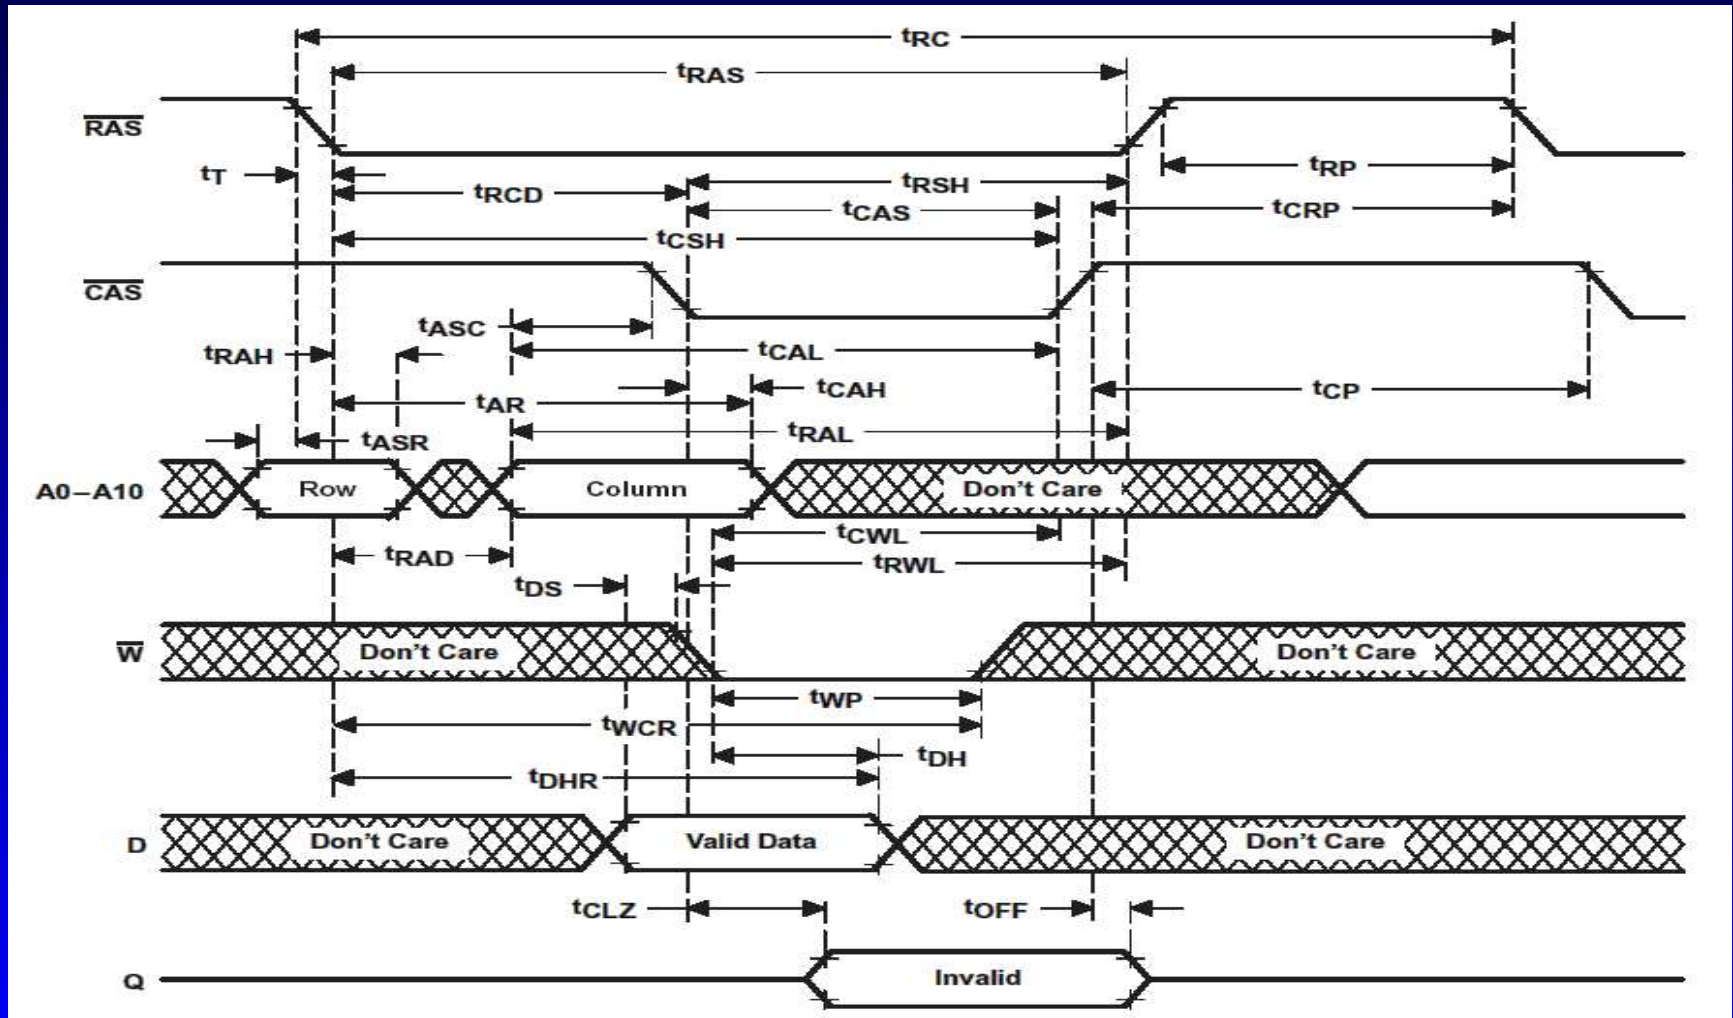 tRC
tRAS
RAS
tT
tRP
tRCD
tRSH
tCAS
tCRP
tCSH
CAS
tASC
tRAH
tCAL
tCAH
tCP
tAR
tRAL
tASR
A0–A10
Row
Column
Don't Care
tCWL
tRAD
tRWL
tDS
W
Don't Care
Don't Care
tWP
tWCR
tDH
tDHR
D
Don't Care
Valid Data
Don't Care
tCLZ
tOFF
Q
Invalid